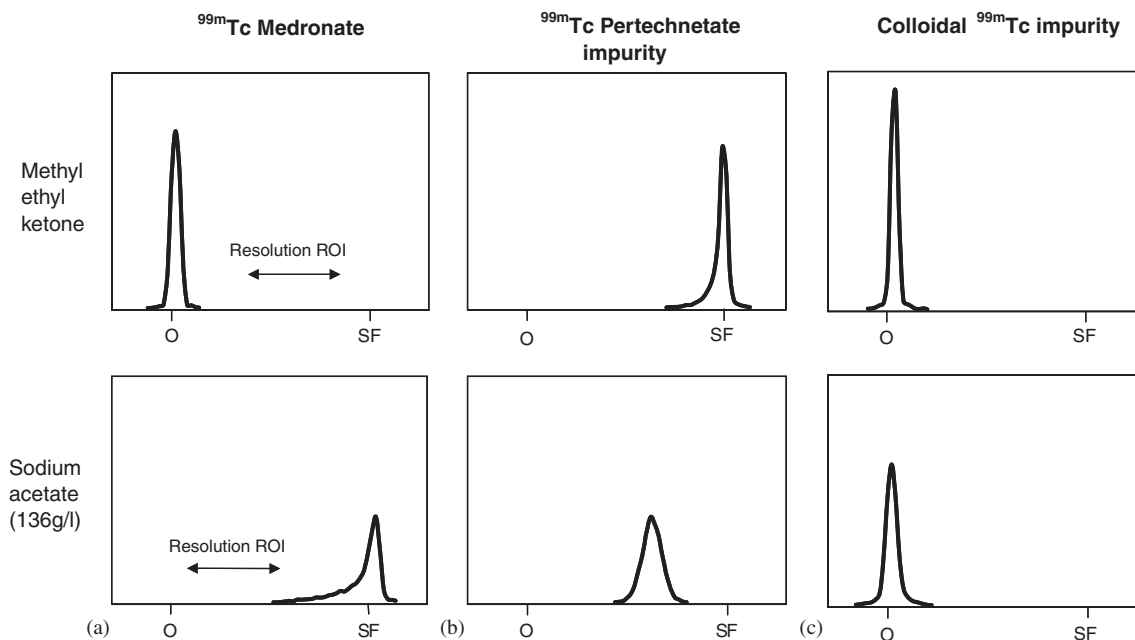 ⁹⁹ᵐTc Medronate
⁹⁹ᵐTc Pertechnetate
impurity
Colloidal ⁹⁹ᵐTc impurity
Methyl
ethyl
ketone
Resolution ROI
O
SF
O
SF
O
SF
Sodium
acetate
(136g/l)
Resolution ROI
(a)
O
SF
(b)
O
SF
(c)
O
SF